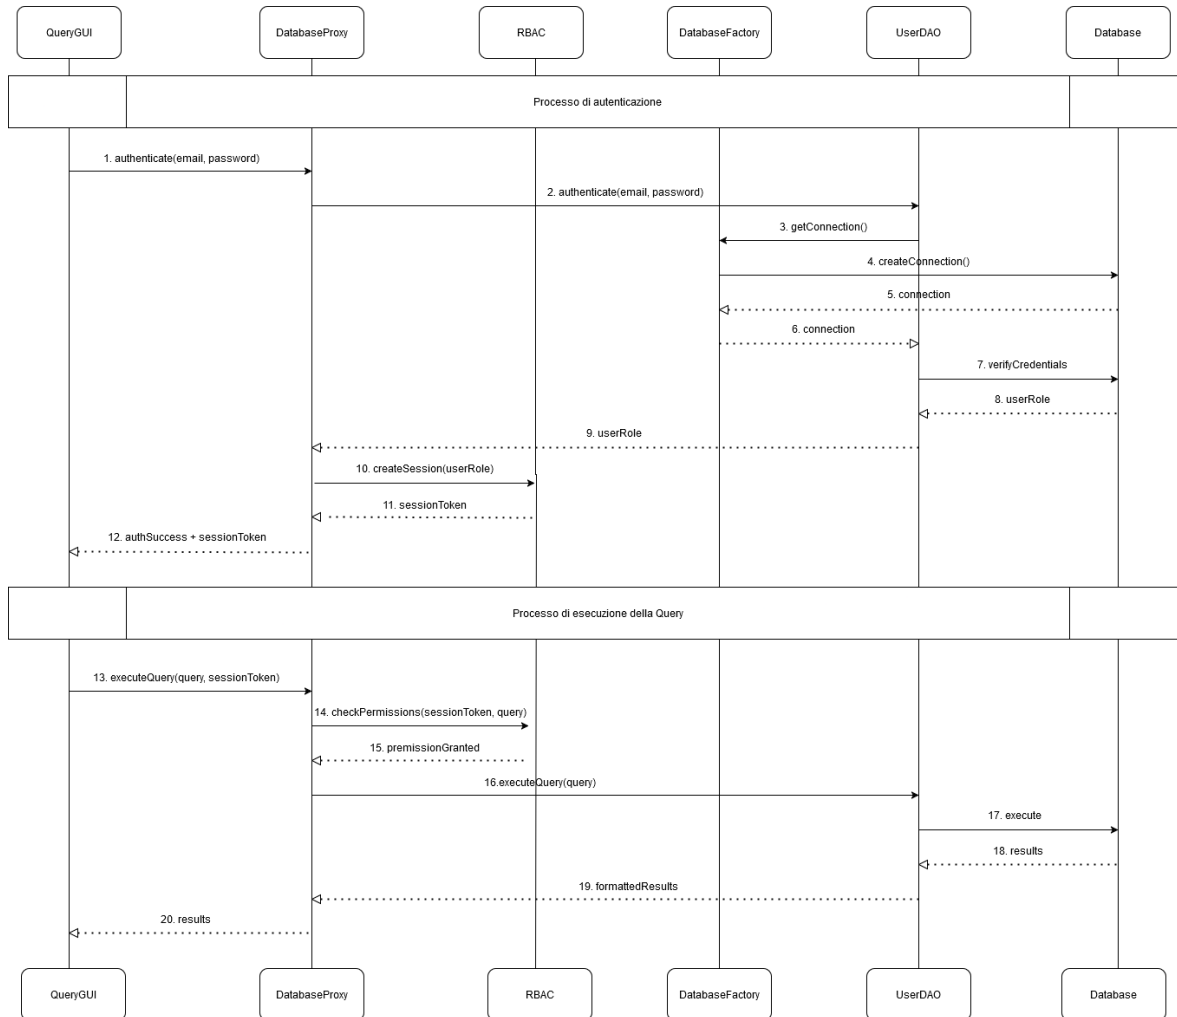 QueryGUI
DatabaseProxy
RBAC
DatabaseFactory
UserDAO
Database
Processo di autenticazione
1. authenticate(email, password)
2. authenticate(email, password)
3. getConnection()
4. createConnection()
5. connection
6. connection
7. verifyCredentials
8. userRole
9. userRole
10. createSession(userRole)
11. sessionToken
12. authSuccess + sessionToken
Processo di esecuzione della Query
13. executeQuery(query, sessionToken)
14. checkPermissions(sessionToken, query)
15. premissionGranted
16.executeQuery(query)
17. execute
18. results
19. formattedResults
20. results
QueryGUI
DatabaseProxy
RBAC
DatabaseFactory
UserDAO
Database